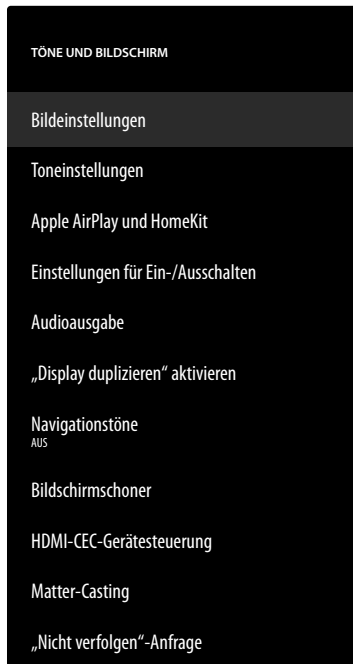 TÖNE UND BILDSCHIRM
Bildeinstellungen
Toneinstellungen
Apple AirPlay und HomeKit
Einstellungen für Ein-/Ausschalten
Audioausgabe
„Display duplizieren“ aktivieren
Navigationstöne
AUS
Bildschirmschoner
HDMI-CEC-Gerätesteuerung
Matter-Casting
„Nicht verfolgen“-Anfrage